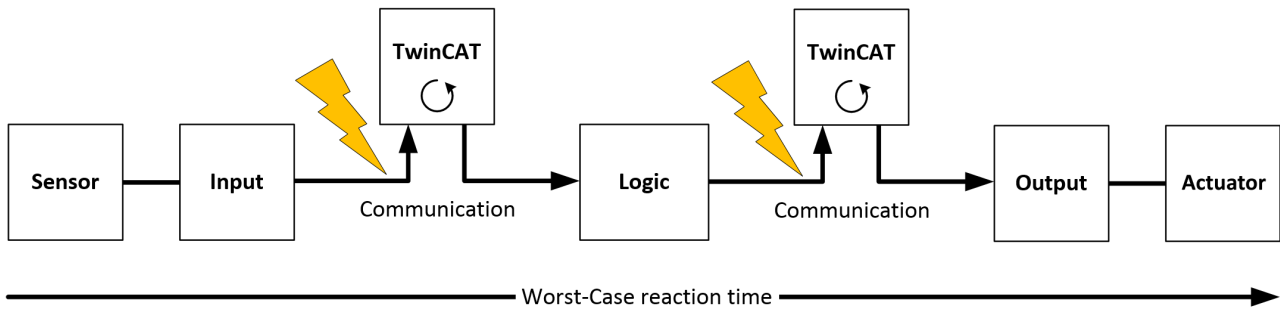 TwinCAT
TwinCAT
Sensor
Input
Communication
Logic
Communication
Output
Actuator
Worst-Case reaction time